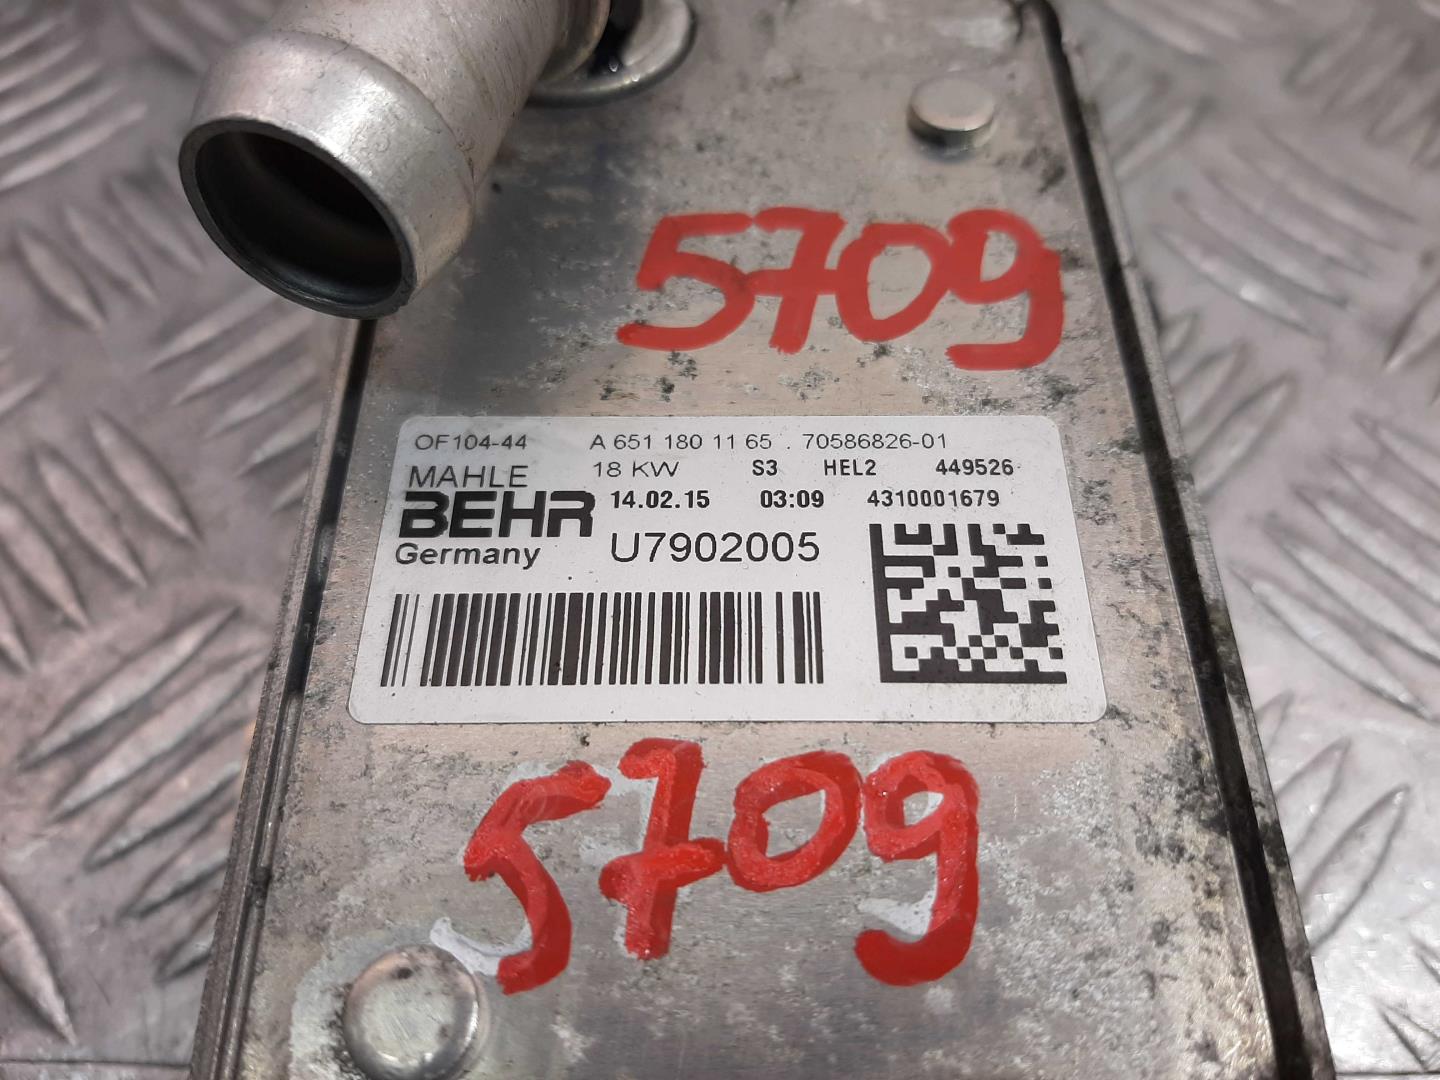 5709
OF104-44 A 651 180 11 65 . 70586826-01
MAHLE 18 KW S3 HEL2 449526
BEHR 14.02.15 03:09 4310001679
Germany U7902005
5709